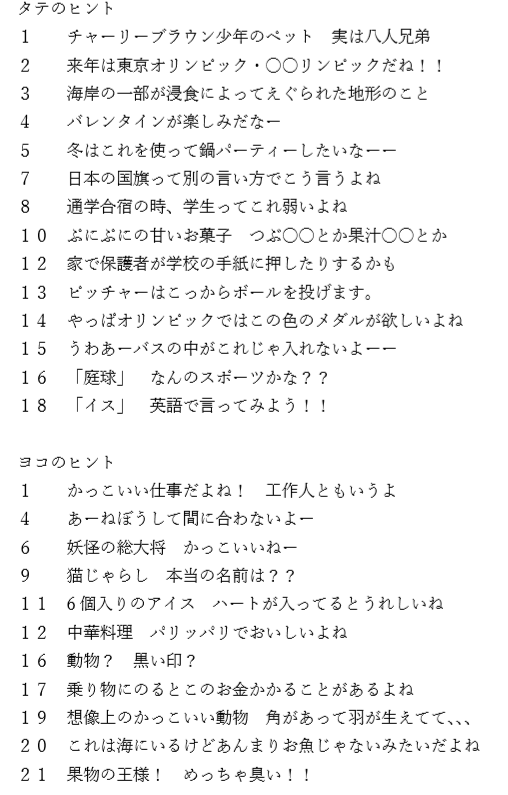 タテのヒント
1 チャーリーブラウン少年のペット 実は八人兄弟
2 来年は東京オリンピック・〇〇リンピックだね！！
3 海岸の一部が浸食によってえぐられた地形のこと
4 バレンタインが楽しみだなー
5 冬はこれを使って鍋パーティーしたいなーー
7 日本の国旗って別の言い方でこう言うよね
8 通学合宿の時、学生ってこれ弱いよね
10 ぷにぷにの甘いお菓子 つぶ〇〇とか果汁〇〇とか
12 家で保護者が学校の手紙に押したりするかも
13 ピッチャーはこっからボールを投げます。
14 やっぱオリンピックではこの色のメダルが欲しいよね
15 うわあーバスの中がこれじゃ入れないよーー
16 「庭球」 なんのスポーツかな？？
18 「イス」 英語で言ってみよう！！
ヨコのヒント
1 かっこいい仕事だよね！ 工作人ともいうよ
4 あーねぼうして間に合わないよー
6 妖怪の総大将 かっこいいねー
9 猫じゃらし 本当の名前は？？
11 6個入りのアイス ハートが入ってるとうれしいね
12 中華料理 パリッパリでおいしいよね
16 動物？ 黒い印？
17 乗り物にのるとこのお金かかることがあるよね
19 想像上のかっこいい動物 角があって羽が生えてて、、、
20 これは海にいるけどあんまりお魚じゃないみたいだよね
21 果物の王様！ めっちゃ臭い！！